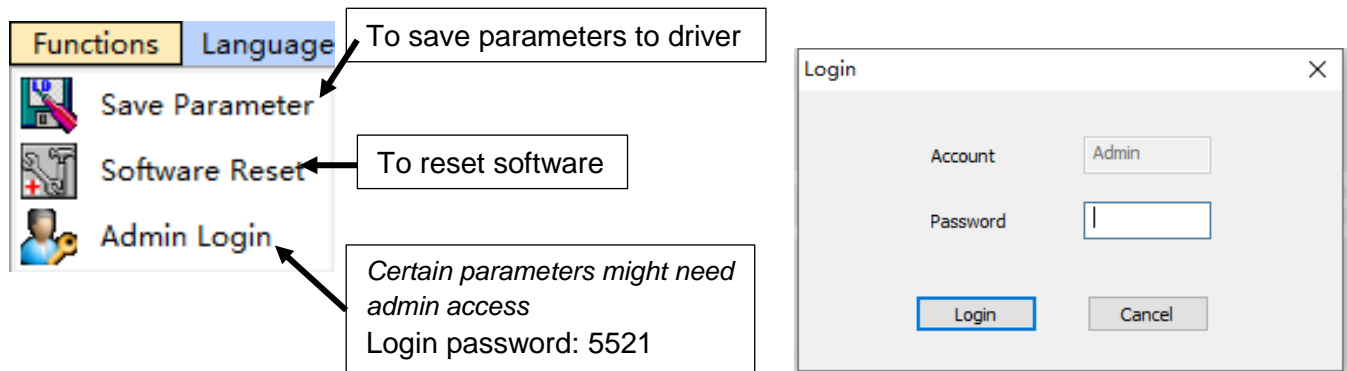 Functions Language
Save Parameter
Software Reset
Admin Login
To save parameters to driver
To reset software
Certain parameters might need
admin access
Login password: 5521
Login
Account Admin
Password
Login Cancel